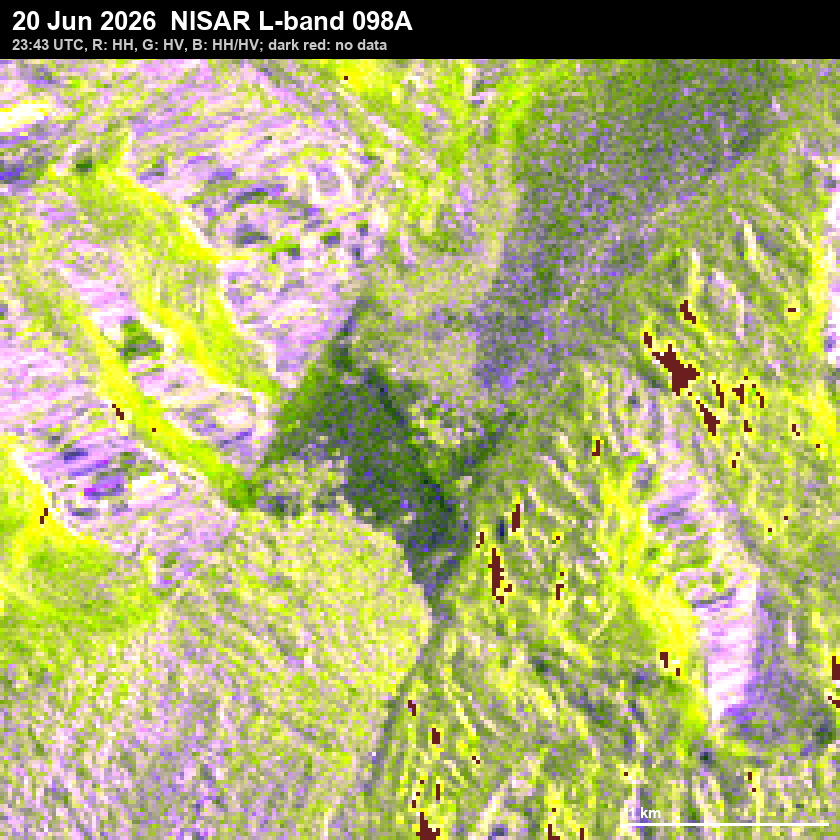 20 Jun 2026 NISAR L-band 098A
23:43 UTC, R: HH, G: HV, B: HH/HV; dark red: no data
1 km